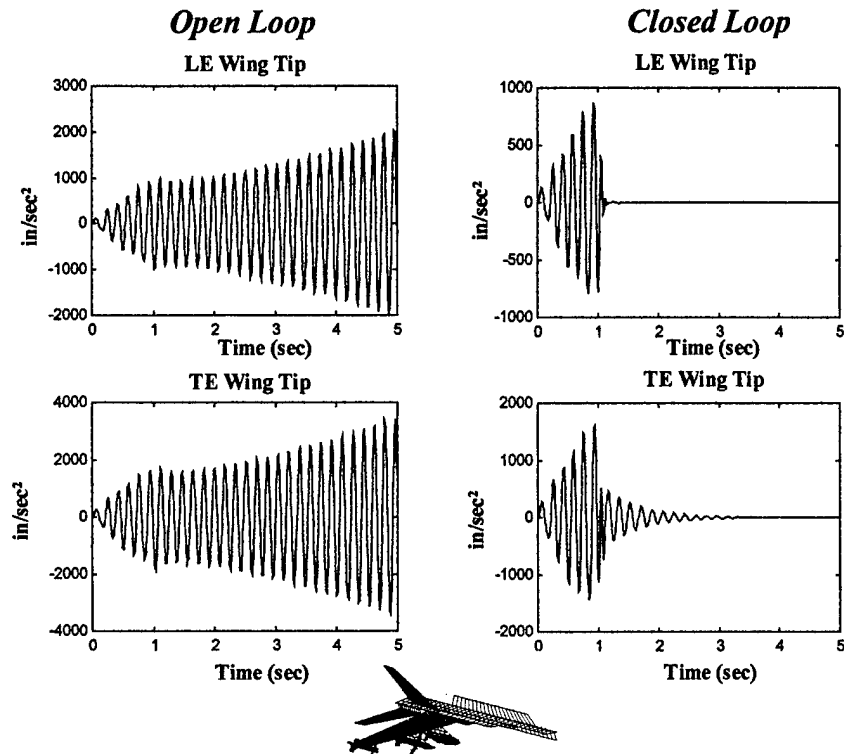 Open Loop
LE Wing Tip
3000
2000
1000
0
-1000
-2000
in/sec²
0 1 2 3 4 5
Time (sec)
TE Wing Tip
4000
2000
0
-2000
-4000
in/sec²
0 1 2 3 4 5
Time (sec)
Closed Loop
LE Wing Tip
1000
500
0
-500
-1000
in/sec²
0 1 2 3 4 5
Time (sec)
TE Wing Tip
2000
1000
0
-1000
-2000
in/sec²
0 1 2 3 4 5
Time (sec)